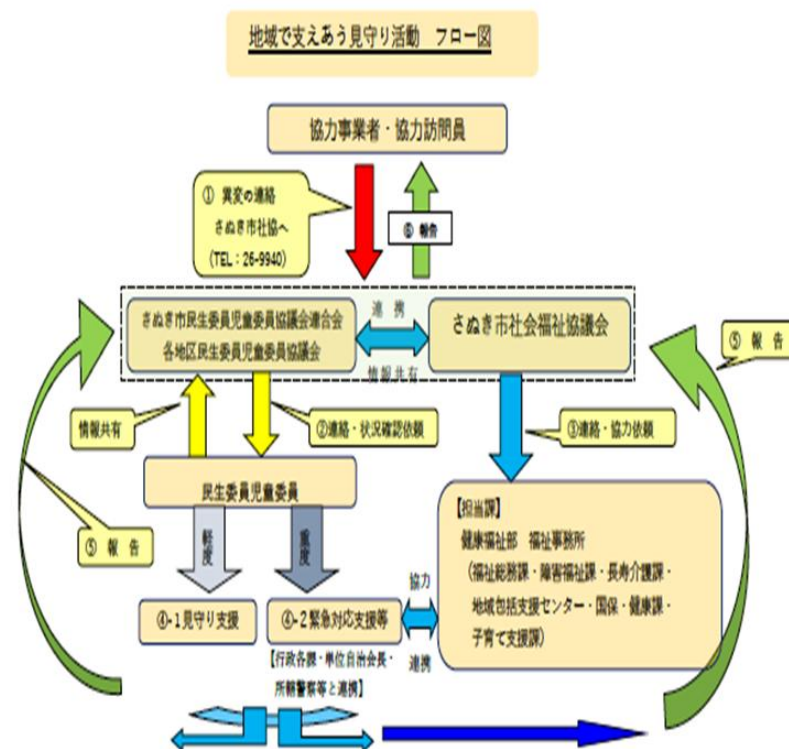 地域で支えあう見守り活動 フロー図
協力事業者・協力訪問員
① 異変の連絡
さぬき市社協へ
(TEL：26-9940)
⑥ 報告
さぬき市民生委員児童委員協議会連合会
各地区民生委員児童委員協議会
連 携
情報共有
さぬき市社会福祉協議会
⑤ 報 告
情報共有
②連絡・状況確認依頼
③連絡・協力依頼
民生委員児童委員
⑤ 報 告
軽度
重度
【担当課】
健康福祉部 福祉事務所
（福祉総務課・障害福祉課・長寿介護課・
地域包括支援センター・国保・健康課・
子育て支援課）
④-1見守り支援
④-2緊急対応支援等
協力
連携
【行政各課・単位自治会長・
所轄警察等と連携】